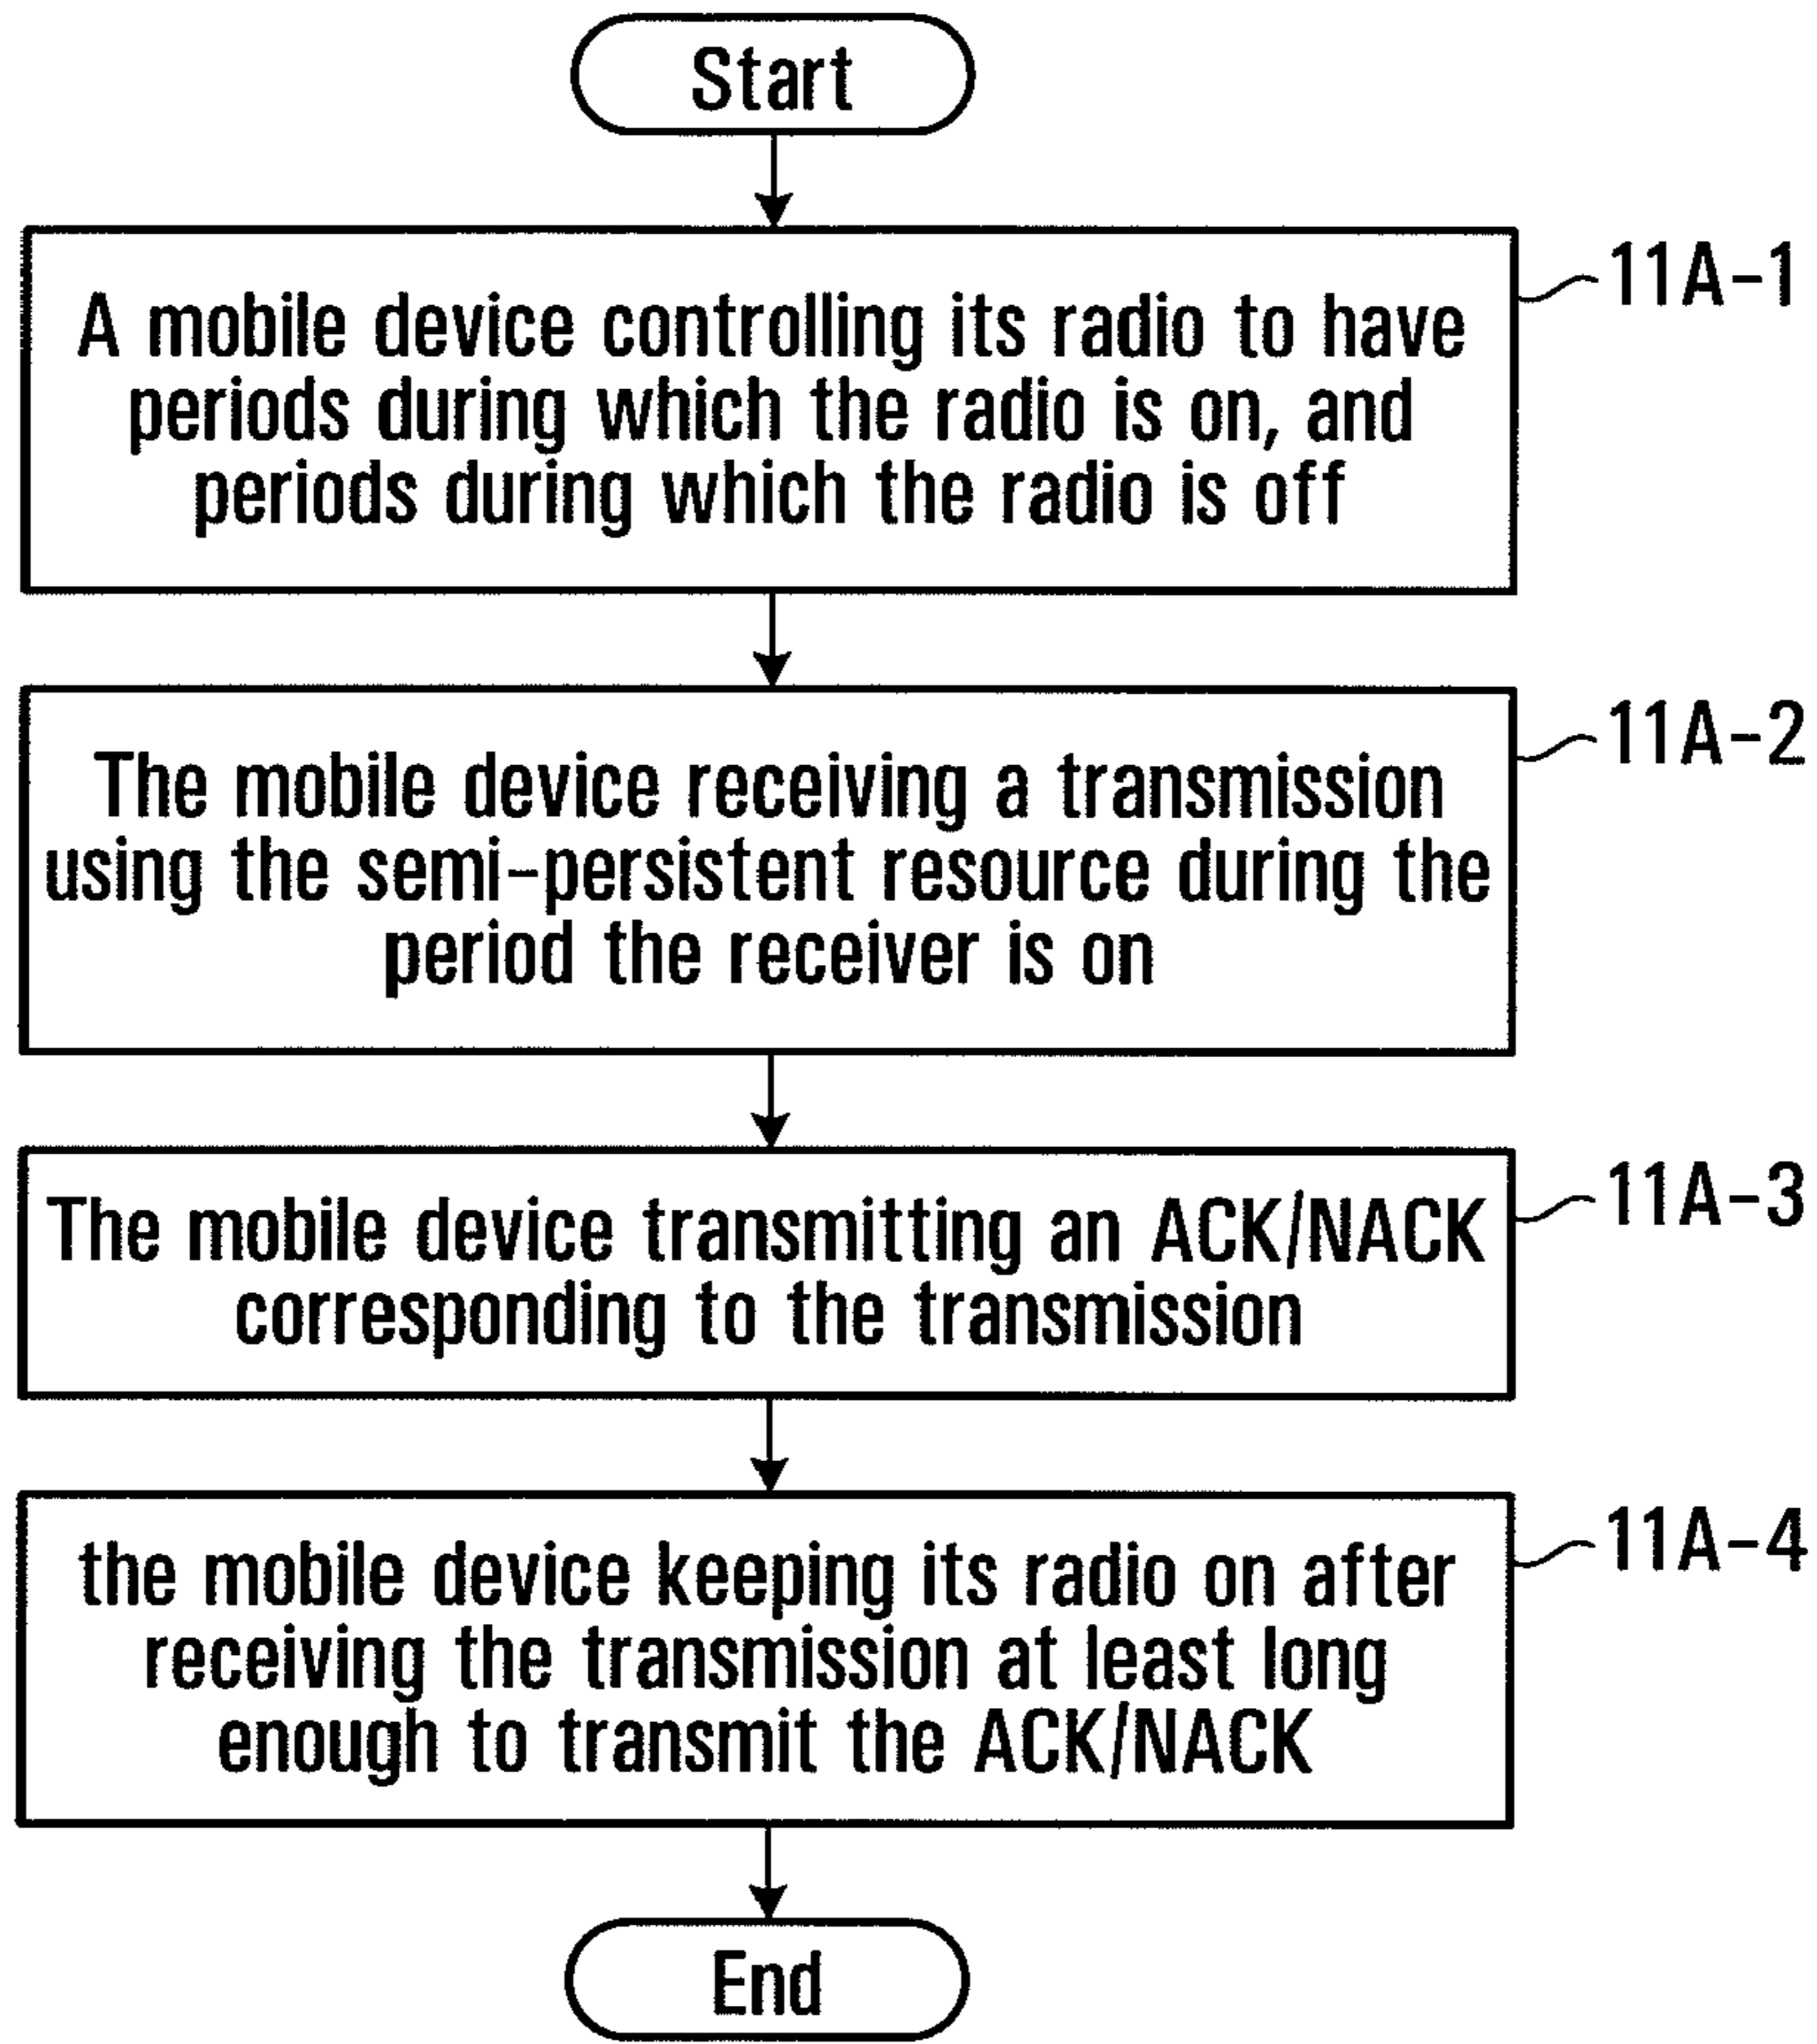 Start
11A-1
A mobile device controlling its radio to have
periods during which the radio is on, and
periods during which the radio is off
11A-2
The mobile device receiving a transmission
using the semi-persistent resource during the
period the receiver is on
11A-3
The mobile device transmitting an ACK/NACK
corresponding to the transmission
11A-4
the mobile device keeping its radio on after
receiving the transmission at least long
enough to transmit the ACK/NACK
End